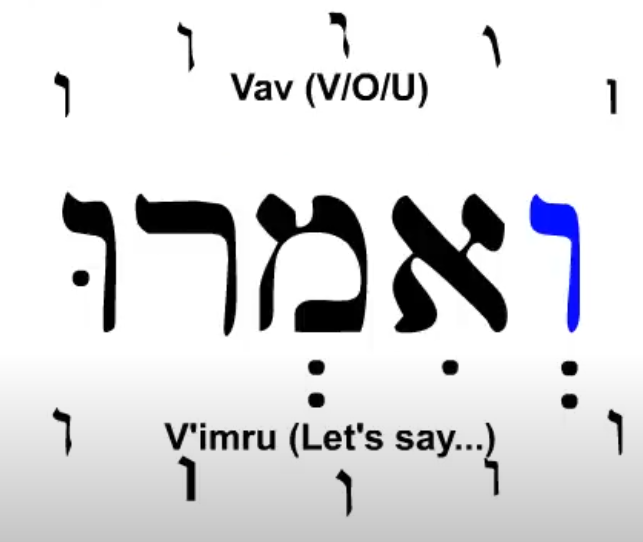 ו ו ו
ו Vav (V/O/U) ו
וְאִמְרוּ
ו V'imru (Let's say...) ו
ו ו ו